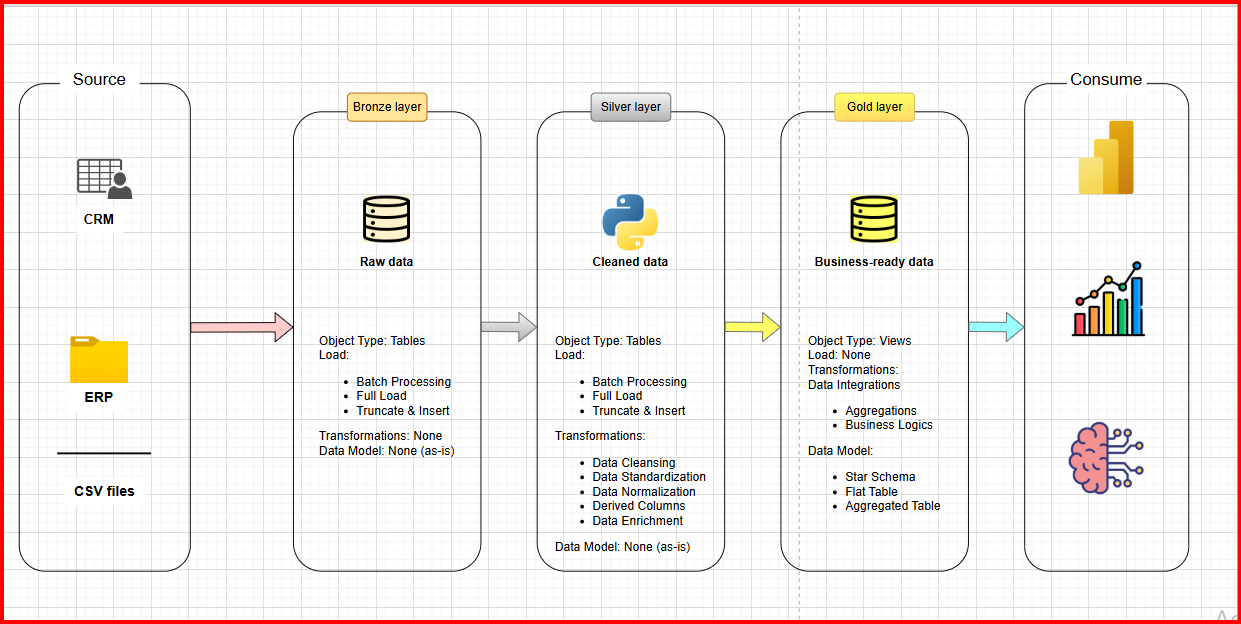 Source
CRM
ERP
CSV files
Bronze layer
Raw data
Object Type: Tables
Load:
Batch Processing
Full Load
Truncate & Insert
Transformations: None
Data Model: None (as-is)
Silver layer
Cleaned data
Object Type: Tables
Load:
Batch Processing
Full Load
Truncate & Insert
Transformations:
Data Cleansing
Data Standardization
Data Normalization
Derived Columns
Data Enrichment
Data Model: None (as-is)
Gold layer
Business-ready data
Object Type: Views
Load: None
Transformations:
Data Integrations
Aggregations
Business Logics
Data Model:
Star Schema
Flat Table
Aggregated Table
Consume